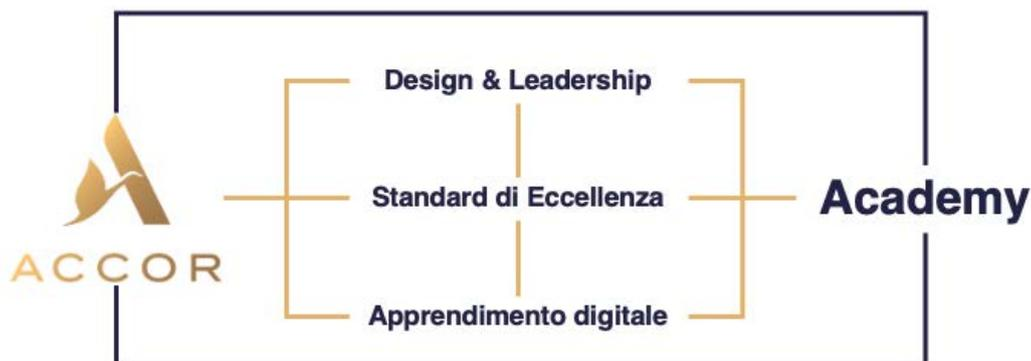 Design & Leadership
Standard di Eccellenza
Academy
ACCOR
Apprendimento digitale